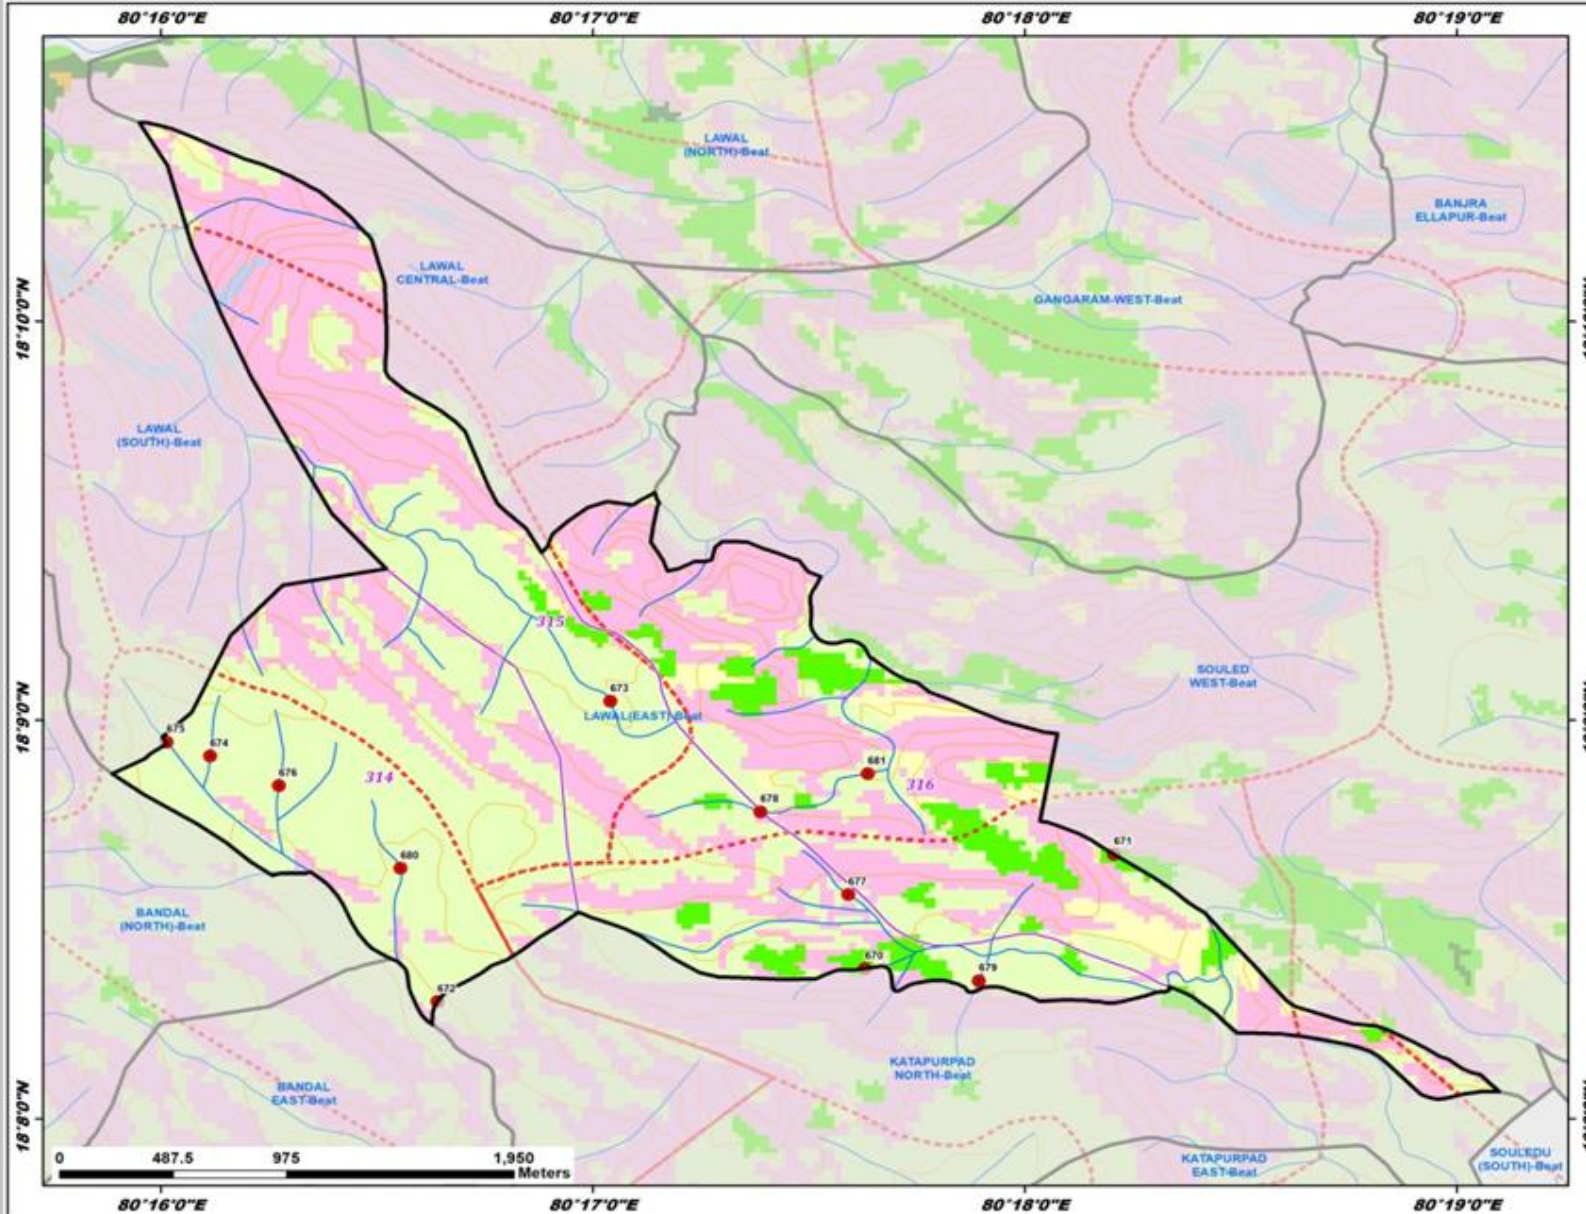 80°16'0"E 80°17'0"E 80°18'0"E 80°19'0"E
LAWAL
(NORTH)-Beat
BANJRA
ELLAPUR-Beat
LAWAL
CENTRAL-Beat
GANGARAM-WEST-Beat
18°10'0"N
LAWAL
(SOUTH)-Beat
315
SOULED
WEST-Beat
673
LAWAL(EAST)-Beat
18°9'0"N
675
674
676
314
681
316
678
671
680
677
BANDAL
(NORTH)-Beat
670
679
672
KATAPURPAD
NORTH-Beat
BANDAL
EAST-Beat
18°8'0"N
0 487.5 975 1,950
Meters
KATAPURPAD
EAST-Beat
SOULEDU
(SOUTH)-Beat
80°16'0"E 80°17'0"E 80°18'0"E 80°19'0"E